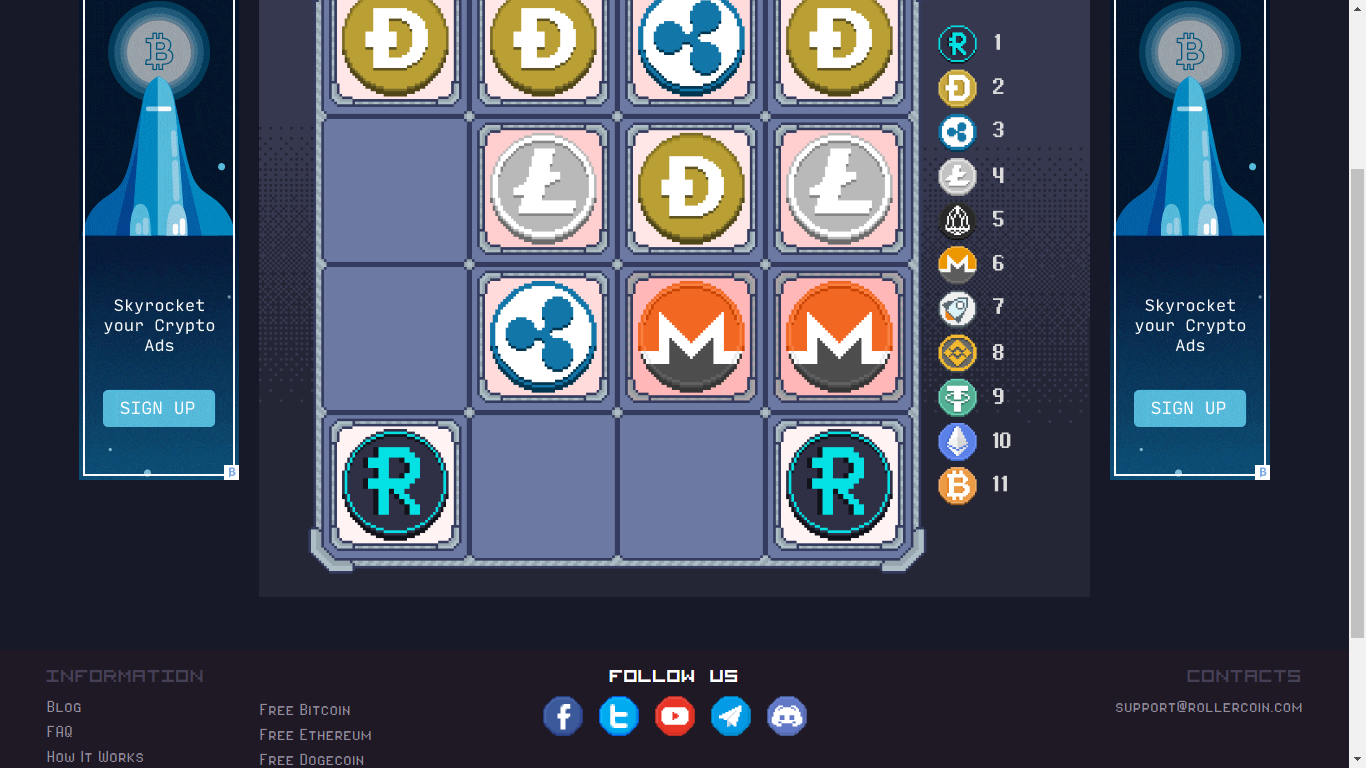 1
2
3
4
5
6
7
8
9
10
11
Skyrocket
your Crypto
Ads
SIGN UP
Skyrocket
your Crypto
Ads
SIGN UP
INFORMATION
Blog
FAQ
How It Works
Free Bitcoin
Free Ethereum
Free Dogecoin
FOLLOW US
CONTACTS
support@rollercoin.com